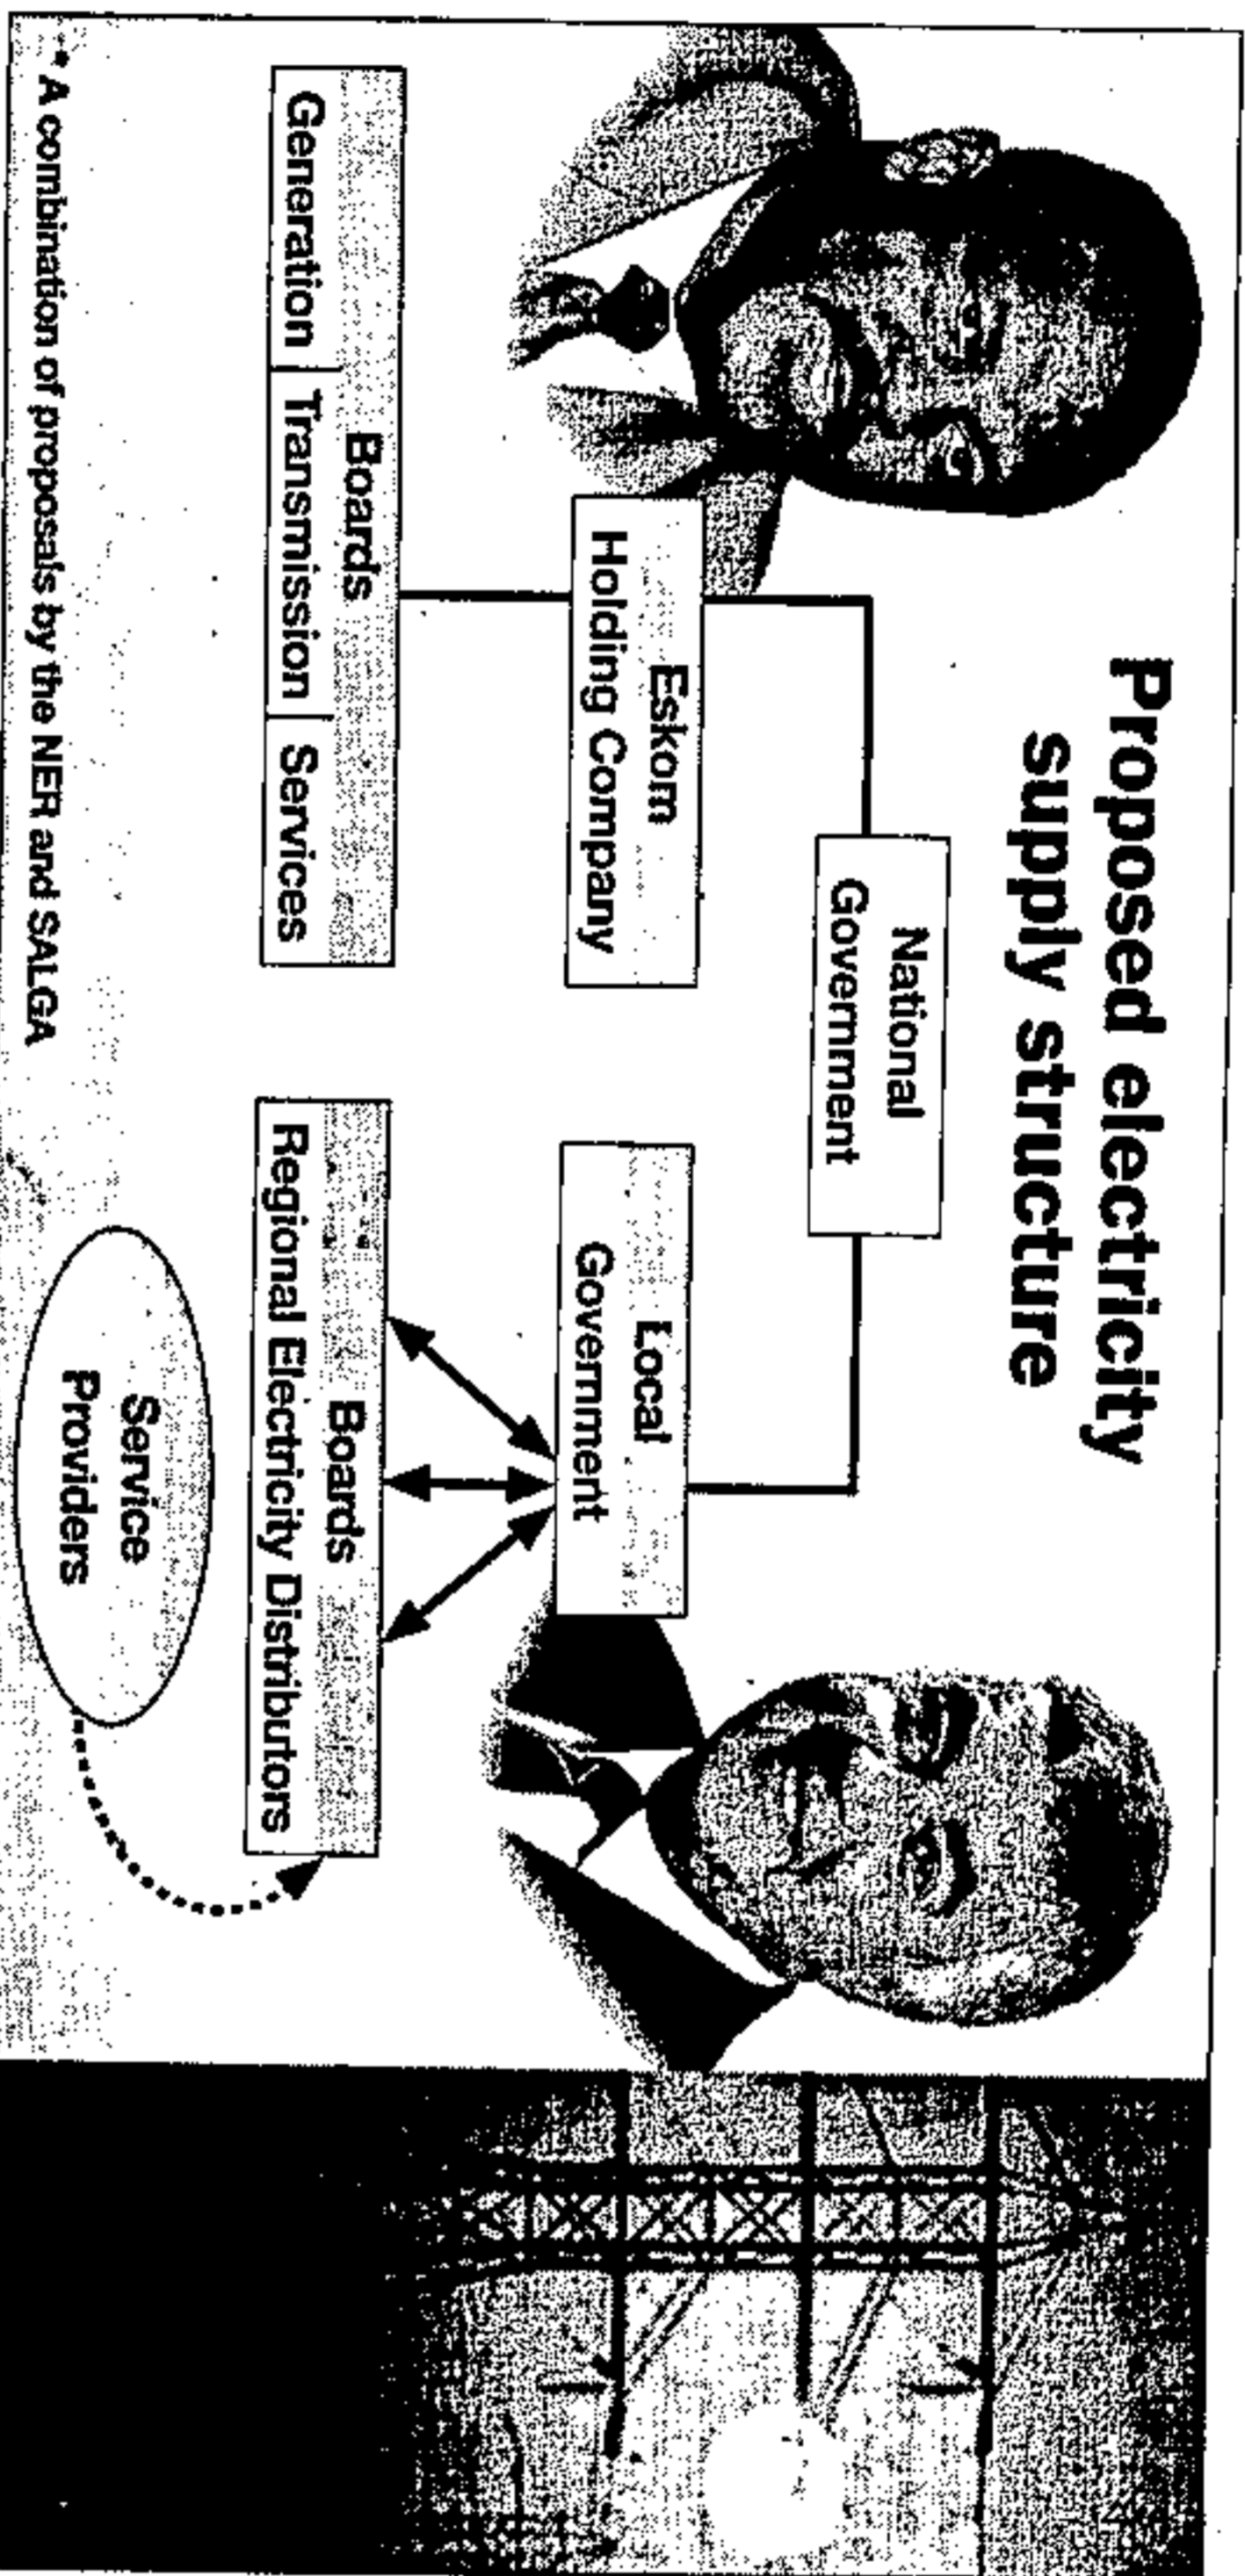 Proposed electricity
supply structure
National
Government
Eskom
Holding Company
Local
Government
Boards
Generation Transmission Services
Boards
Regional Electricity Distributors
Service
Providers
* A combination of proposals by the NER and SALGA